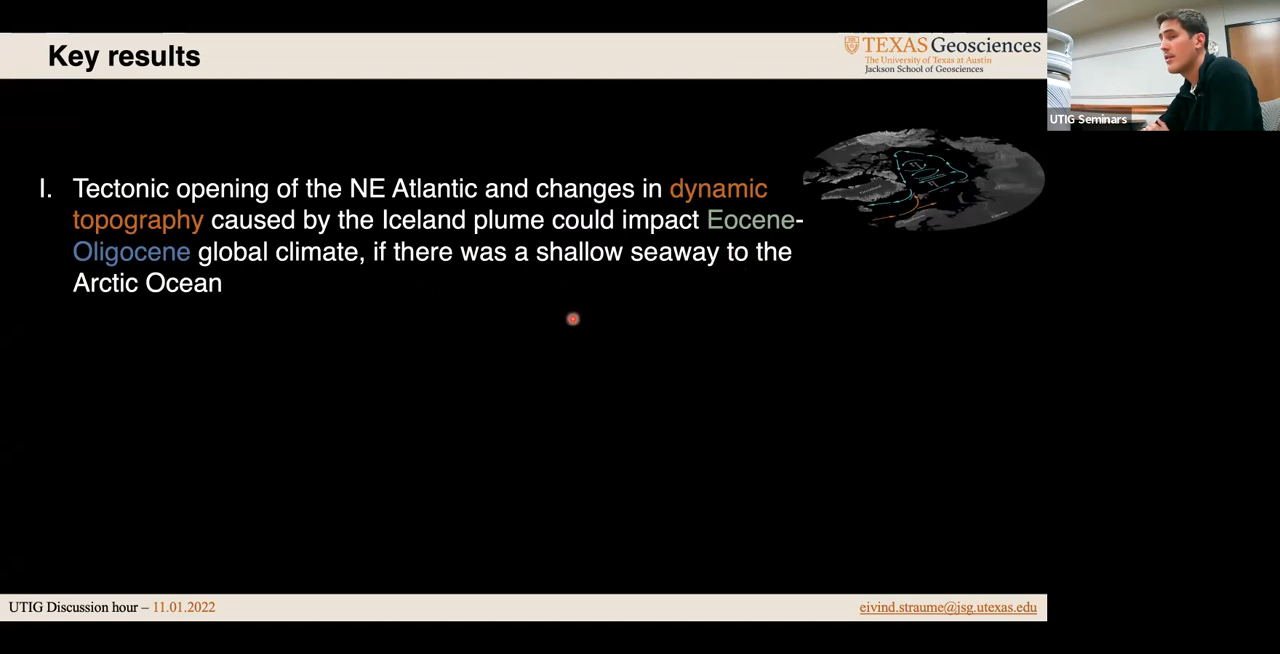 Key results
TEXAS Geosciences
The University of Texas at Austin
Jackson School of Geosciences
UTIG Seminars
I. Tectonic opening of the NE Atlantic and changes in dynamic
topography caused by the Iceland plume could impact Eocene-
Oligocene global climate, if there was a shallow seaway to the
Arctic Ocean
UTIG Discussion hour – 11.01.2022
eivind.straume@jsg.utexas.edu